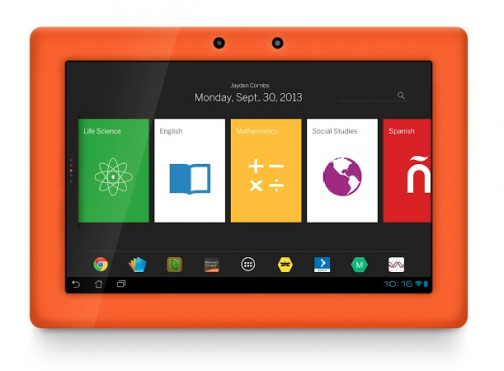 Jayden Combs
Monday, Sept. 30, 2013
Life Science
English
Mathematics
Social Studies
Spanish
ñ
M
10:16